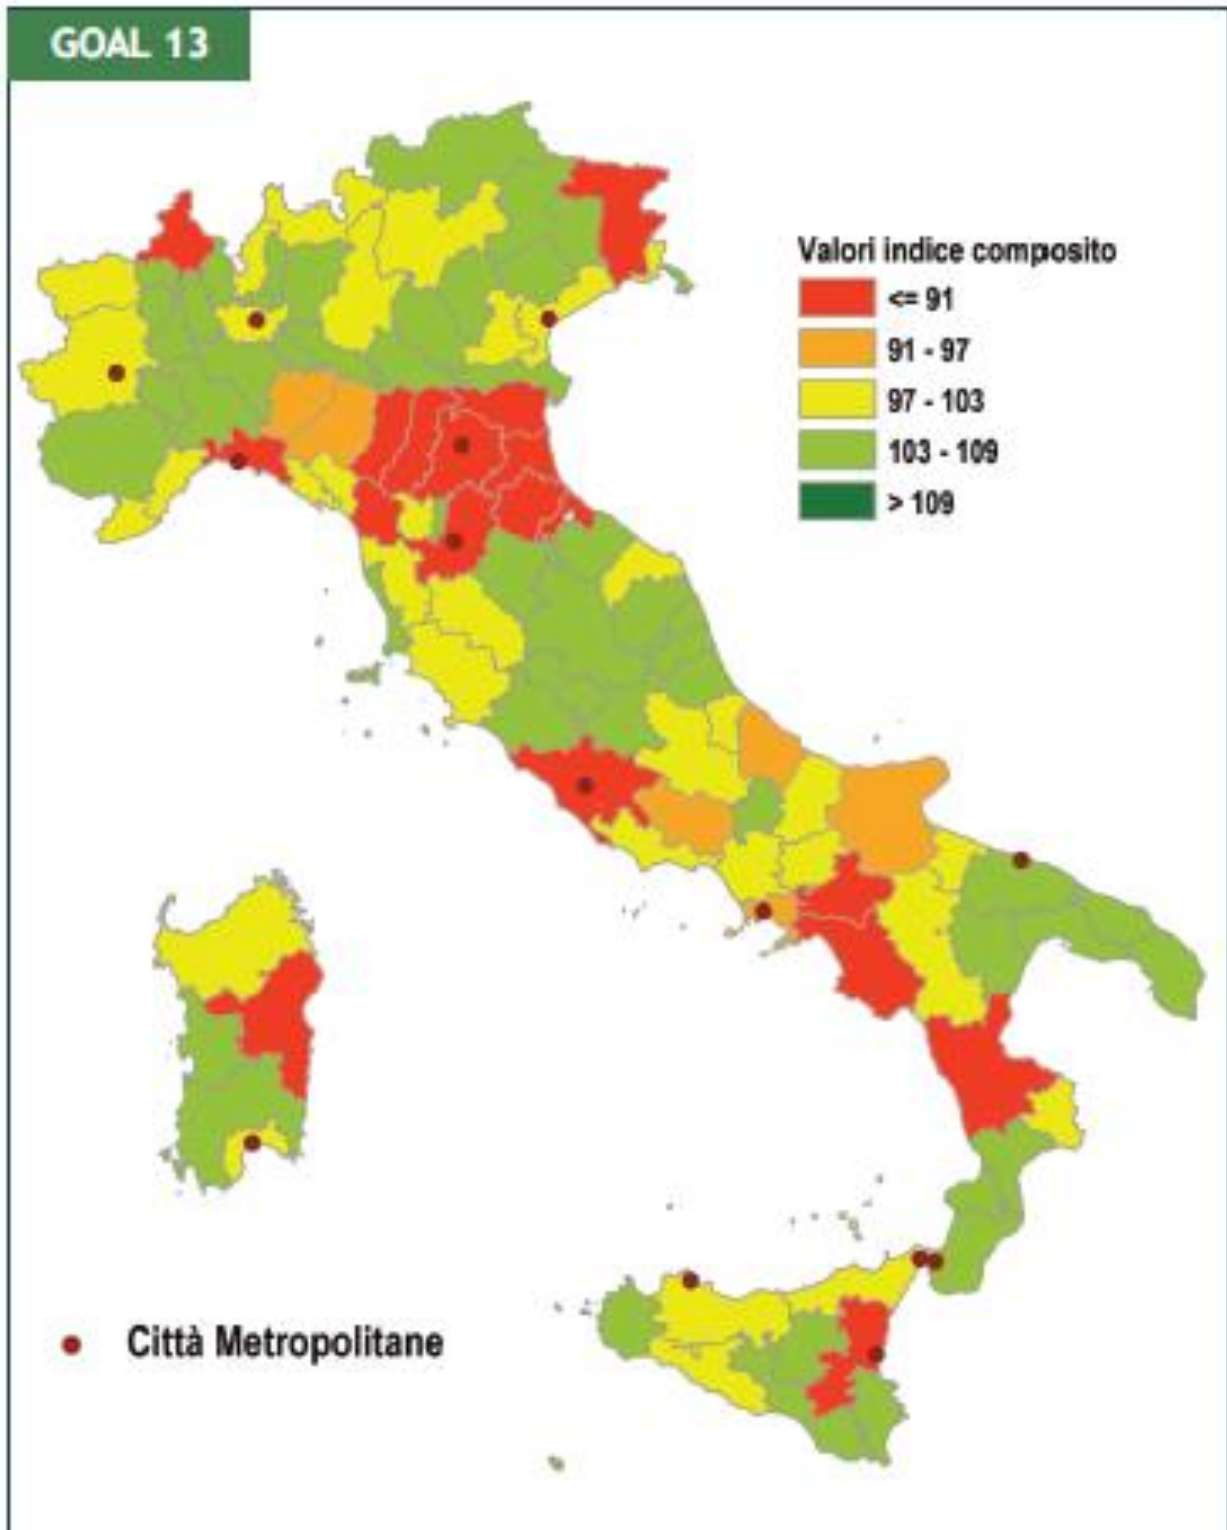 GOAL 13
Valori indice composito
<= 91
91 - 97
97 - 103
103 - 109
> 109
Città Metropolitane